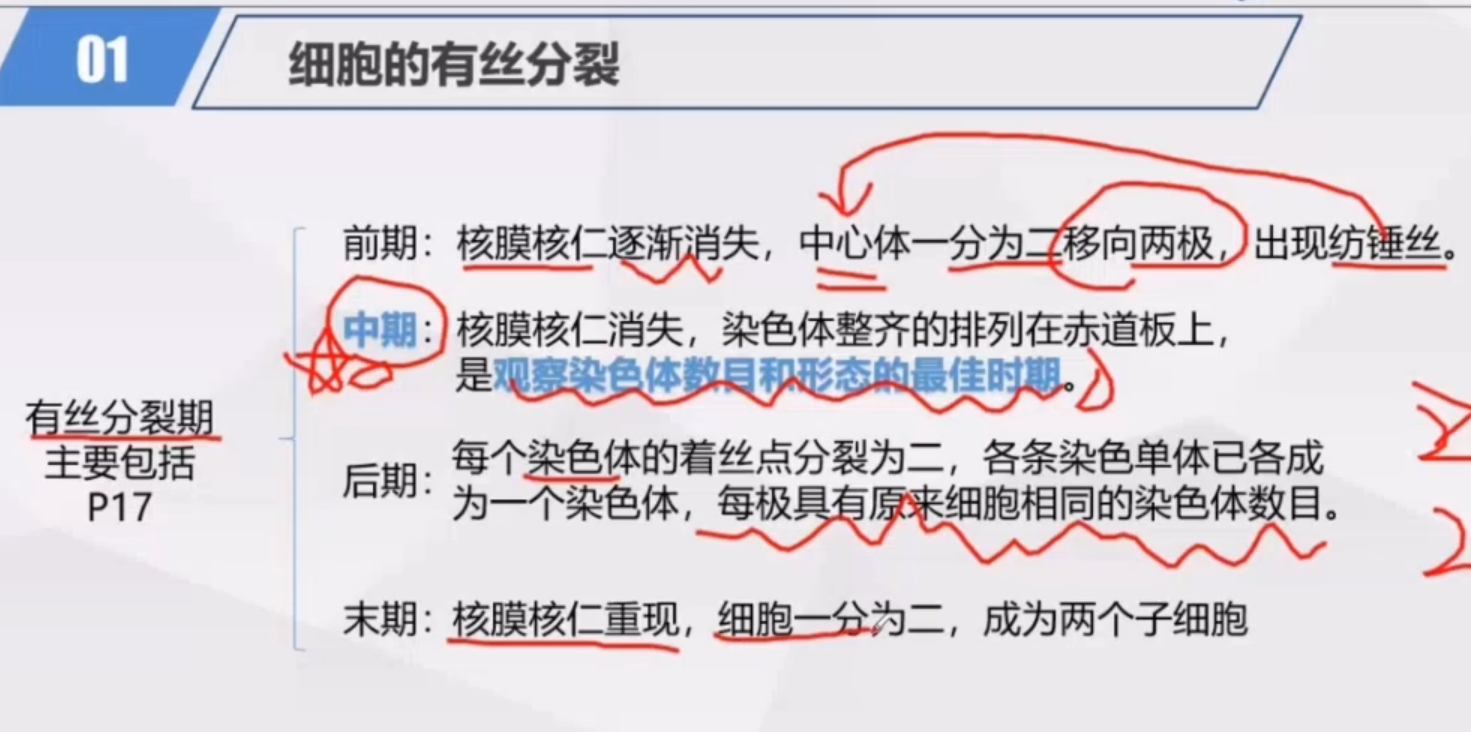 01
细胞的有丝分裂
有丝分裂期
主要包括
P17
前期：核膜核仁逐渐消失，中心体一分为二移向两极，出现纺锤丝。
中期：核膜核仁消失，染色体整齐的排列在赤道板上，
是观察染色体数目和形态的最佳时期。
后期：每个染色体的着丝点分裂为二，各条染色单体已各成
为一个染色体，每极具有原来细胞相同的染色体数目。
末期：核膜核仁重现，细胞一分为二，成为两个子细胞